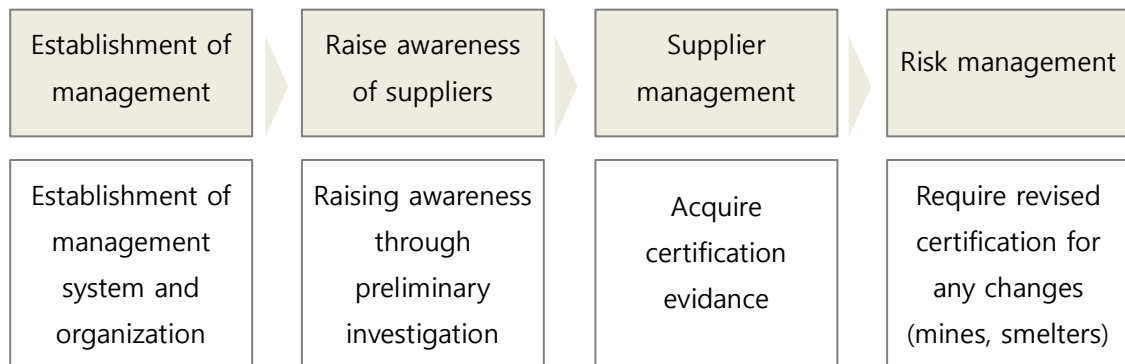 Establishment of
management
Raise awareness
of suppliers
Supplier
management
Risk management
Establishment of
management
system and
organization
Raising awareness
through
preliminary
investigation
Acquire
certification
evidance
Require revised
certification for
any changes
(mines, smelters)